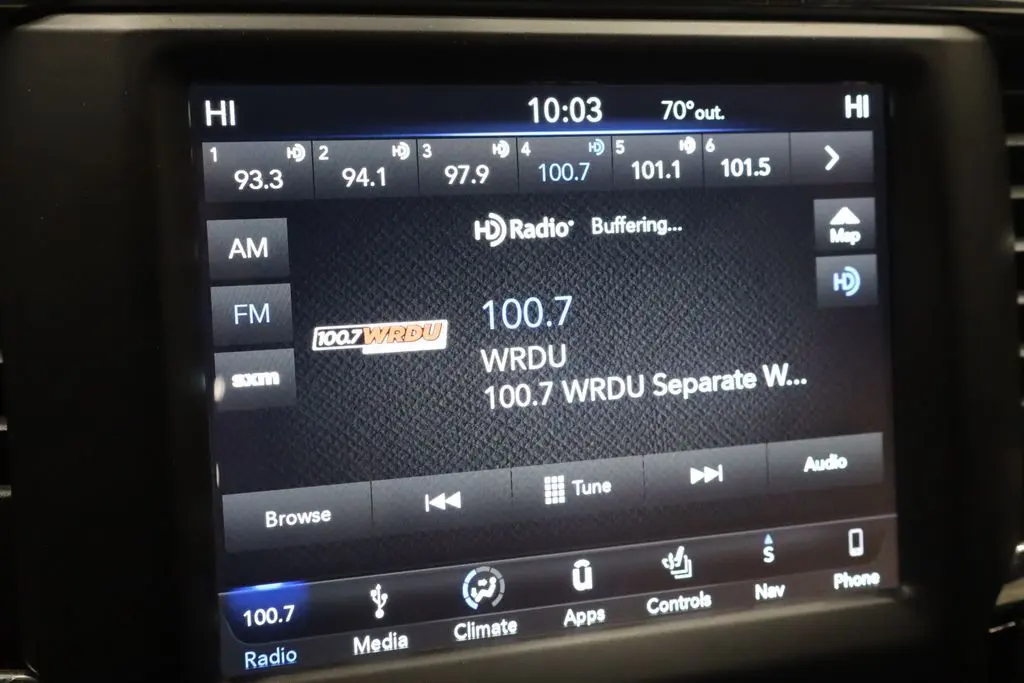 HI 10:03 70°out. HI
1 93.3 2 94.1 3 97.9 4 100.7 5 101.1 6 101.5
HD Radio Buffering...
Map
AM
HD
FM
100.7
100.7 WRDU
WRDU
sxm
100.7 WRDU Separate W...
Browse Tune Audio
100.7
S
Radio Media Climate Apps Controls Nav Phone